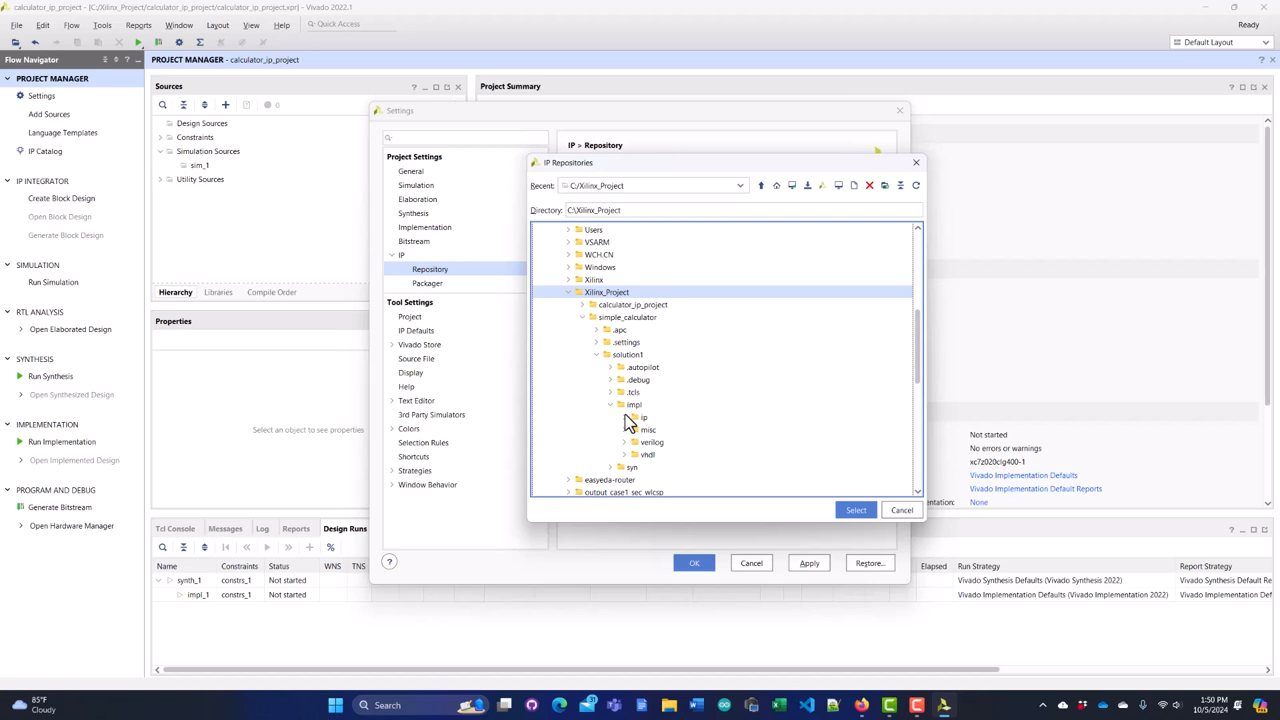 calculator_ip_project - [C:/Xilinx_Project/calculator_ip_project/calculator_ip_project.xpr] - Vivado 2022.1
File Edit Flow Tools Reports Window Layout View Help Quick Access
Ready
Default Layout
Flow Navigator
PROJECT MANAGER - calculator_ip_project
PROJECT MANAGER
Settings
Add Sources
Language Templates
IP Catalog
IP INTEGRATOR
Create Block Design
Open Block Design
Generate Block Design
SIMULATION
Run Simulation
RTL ANALYSIS
Open Elaborated Design
SYNTHESIS
Run Synthesis
Open Synthesized Design
IMPLEMENTATION
Run Implementation
Open Implemented Design
PROGRAM AND DEBUG
Generate Bitstream
Open Hardware Manager
Sources
0
Design Sources
Constraints
Simulation Sources
sim_1
Utility Sources
Hierarchy Libraries Compile Order
Properties
Select an object to see properties
Project Summary
Settings
Project Settings
General
Simulation
Elaboration
Synthesis
Implementation
Bitstream
IP
Repository
Packager
Tool Settings
Project
IP Defaults
Vivado Store
Source File
Display
Help
Text Editor
3rd Party Simulators
Colors
Selection Rules
Shortcuts
Strategies
Window Behavior
IP > Repository
OK Cancel Apply Restore...
IP Repositories
Recent: C:/Xilinx_Project
Directory: C:\Xilinx_Project
Users
VSARM
WCH.CN
Windows
Xilinx
Xilinx_Project
calculator_ip_project
simple_calculator
.apc
.settings
solution1
.autopilot
.debug
.tcls
impl
ip
misc
verilog
vhdl
syn
easyeda-router
output_case1_sec_wlcsp
Select Cancel
Not started
No errors or warnings
xc7z020clg400-1
Vivado Implementation Defaults
Vivado Implementation Default Reports
None
Tcl Console Messages Log Reports Design Runs
Name Constraints Status WNS TNS Elapsed Run Strategy Report Strategy
synth_1 constrs_1 Not started Vivado Synthesis Defaults (Vivado Synthesis 2022) Vivado Synthesis Default Re
impl_1 constrs_1 Not started Vivado Implementation Defaults (Vivado Implementation 2022) Vivado Implementation Def
85°F
Cloudy
Search
1:50 PM
10/5/2024